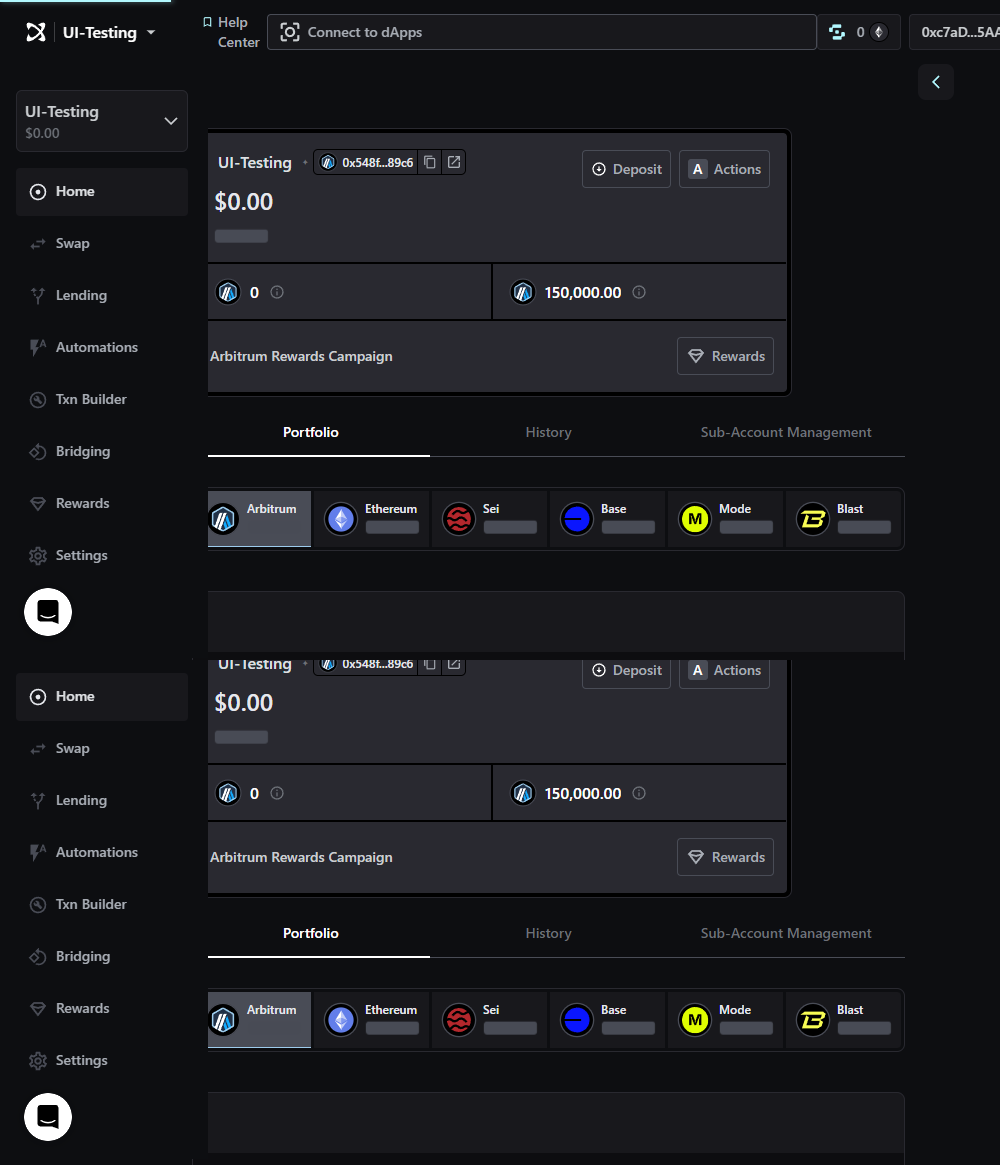 UI-Testing
Help
Center
Connect to dApps
0
0xc7aD...5AA
UI-Testing
$0.00
Home
Swap
Lending
Automations
Txn Builder
Bridging
Rewards
Settings
UI-Testing
0x548f...89c6
Deposit
A Actions
$0.00
0
150,000.00
Arbitrum Rewards Campaign
Rewards
Portfolio
History
Sub-Account Management
Arbitrum
Ethereum
Sei
Base
M
Mode
B
Blast
Home
Swap
Lending
Automations
Txn Builder
Bridging
Rewards
Settings
UI-Testing
0x548f...89c6
Deposit
A Actions
$0.00
0
150,000.00
Arbitrum Rewards Campaign
Rewards
Portfolio
History
Sub-Account Management
Arbitrum
Ethereum
Sei
Base
M
Mode
B
Blast